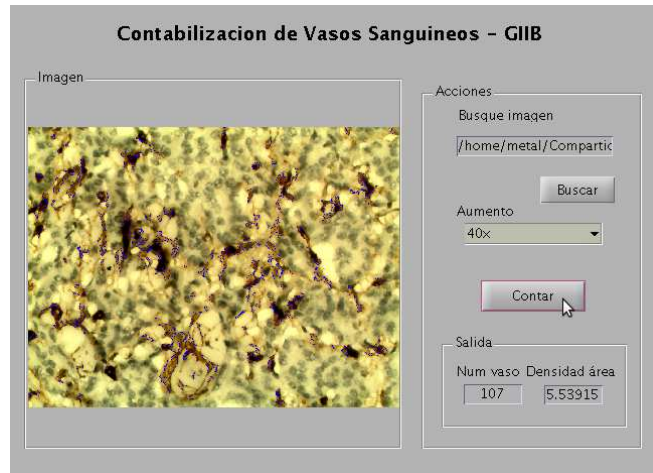 Contabilizacion de Vasos Sanguineos - GIIB
Imagen
Acciones
Busque imagen
/home/metal/Compartic
Buscar
Aumento
40x
Contar
Salida
Num vaso Densidad área
107 5.53915